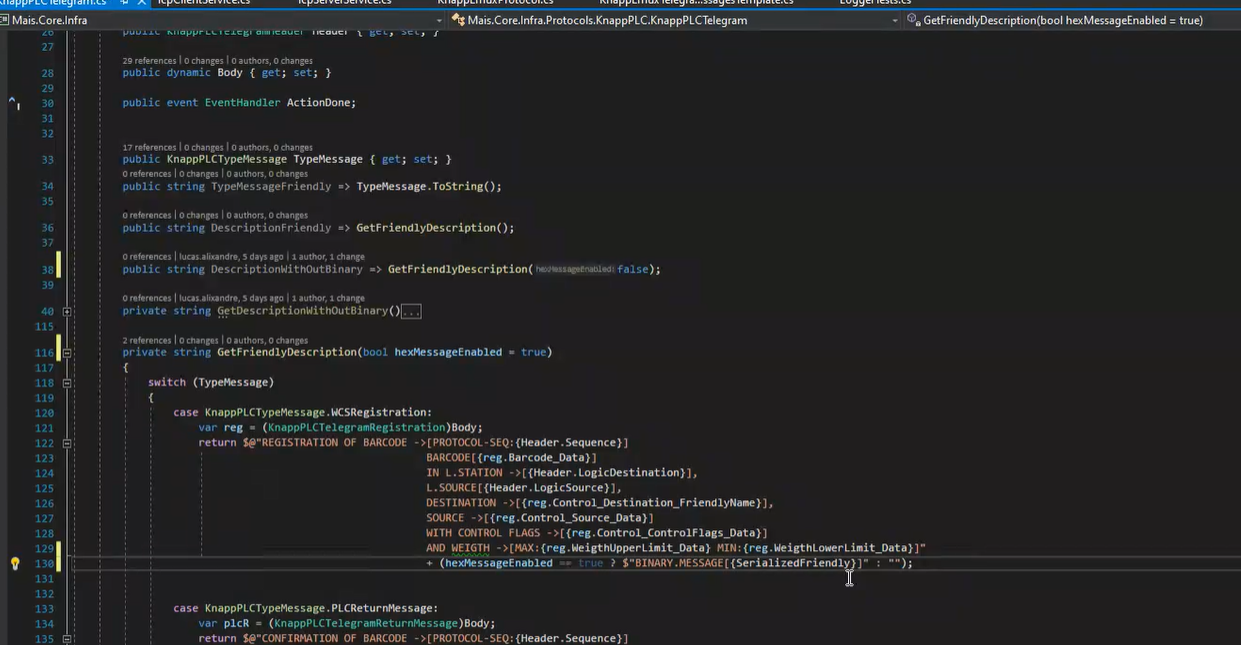 KnappPLCTelegram.cs TcpClientService.cs TcpServerService.cs KnappEmuxProtocol.cs LoggerTests.cs
Mais.Core.Infra Mais.Core.Infra.Protocols.KnappPLC.KnappPLCTelegram GetFriendlyDescription(bool hexMessageEnabled = true)
26 public KnappPLCTelegramHeader Header { get; set; }
27
29 references | 0 changes | 0 authors, 0 changes
28 public dynamic Body { get; set; }
29
30 public event EventHandler ActionDone;
31
32
17 references | 0 changes | 0 authors, 0 changes
33 public KnappPLCTypeMessage TypeMessage { get; set; }
0 references | 0 changes | 0 authors, 0 changes
34 public string TypeMessageFriendly => TypeMessage.ToString();
35
0 references | 0 changes | 0 authors, 0 changes
36 public string DescriptionFriendly => GetFriendlyDescription();
37
0 references | lucas.alixandre, 5 days ago | 1 author, 1 change
38 public string DescriptionWithOutBinary => GetFriendlyDescription(hexMessageEnabled: false);
39
0 references | lucas.alixandre, 5 days ago | 1 author, 1 change
40 private string GetDescriptionWithOutBinary()...
115
2 references | 0 changes | 0 authors, 0 changes
116 private string GetFriendlyDescription(bool hexMessageEnabled = true)
117 {
118 switch (TypeMessage)
119 {
120 case KnappPLCTypeMessage.WCSRegistration:
121 var reg = (KnappPLCTelegramRegistration)Body;
122 return $@"REGISTRATION OF BARCODE ->[PROTOCOL-SEQ:{Header.Sequence}]
123 BARCODE[{reg.Barcode_Data}]
124 IN L.STATION ->[{Header.LogicDestination}],
125 L.SOURCE[{Header.LogicSource}],
126 DESTINATION ->[{reg.Control_Destination_FriendlyName}],
127 SOURCE ->[{reg.Control_Source_Data}]
128 WITH CONTROL FLAGS ->[{reg.Control_ControlFlags_Data}]
129 AND WEIGTH ->[MAX:{reg.WeigthUpperLimit_Data} MIN:{reg.WeigthLowerLimit_Data}]"
130 + (hexMessageEnabled == true ? $"BINARY.MESSAGE[{SerializedFriendly}]" : "");
131
132
133 case KnappPLCTypeMessage.PLCReturnMessage:
134 var plcR = (KnappPLCTelegramReturnMessage)Body;
135 return $@"CONFIRMATION OF BARCODE ->[PROTOCOL-SEQ:{Header.Sequence}]